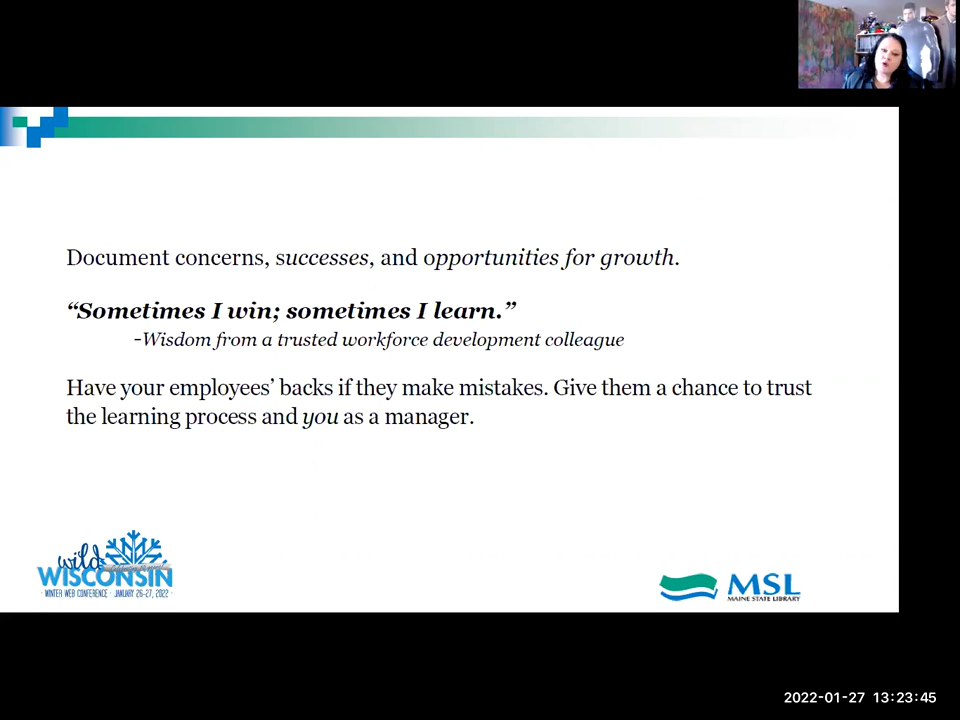 Document concerns, successes, and opportunities for growth.
“Sometimes I win; sometimes I learn.”
-Wisdom from a trusted workforce development colleague
Have your employees’ backs if they make mistakes. Give them a chance to trust
the learning process and you as a manager.
wild
WISCONSIN
· WINTER WEB CONFERENCE · JANUARY 26-27, 2022 ·
MSL
MAINE STATE LIBRARY
2022-01-27 13:23:45